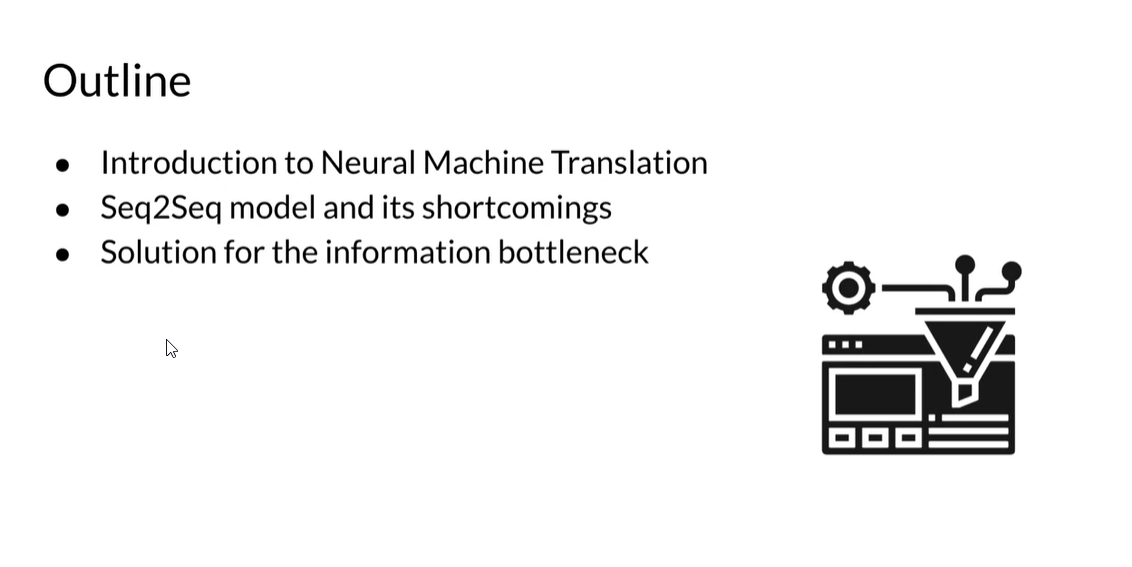 Outline
● Introduction to Neural Machine Translation
● Seq2Seq model and its shortcomings
● Solution for the information bottleneck